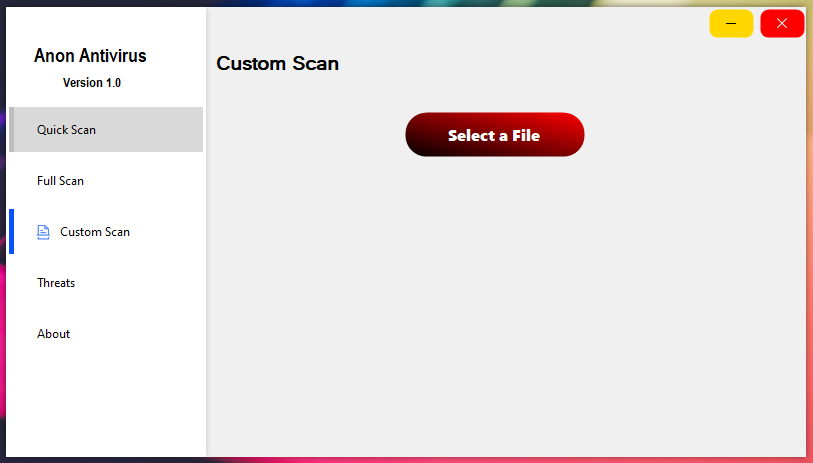 Anon Antivirus
Version 1.0
Quick Scan
Full Scan
Custom Scan
Threats
About
Custom Scan
Select a File